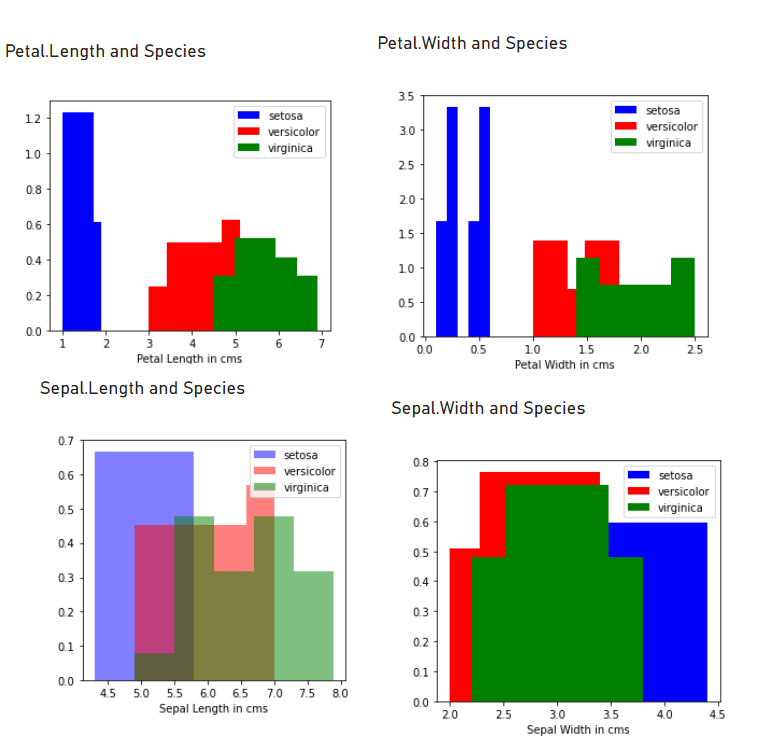 Petal.Length and Species
1.2
1.0
0.8
0.6
0.4
0.2
0.0
setosa
versicolor
virginica
1 2 3 4 5 6 7
Petal Length in cms
Petal.Width and Species
3.5
3.0
2.5
2.0
1.5
1.0
0.5
0.0
setosa
versicolor
virginica
0.0 0.5 1.0 1.5 2.0 2.5
Petal Width in cms
Sepal.Length and Species
0.7
0.6
0.5
0.4
0.3
0.2
0.1
0.0
setosa
versicolor
virginica
4.5 5.0 5.5 6.0 6.5 7.0 7.5 8.0
Sepal Length in cms
Sepal.Width and Species
0.8
0.7
0.6
0.5
0.4
0.3
0.2
0.1
0.0
setosa
versicolor
virginica
2.0 2.5 3.0 3.5 4.0 4.5
Sepal Width in cms